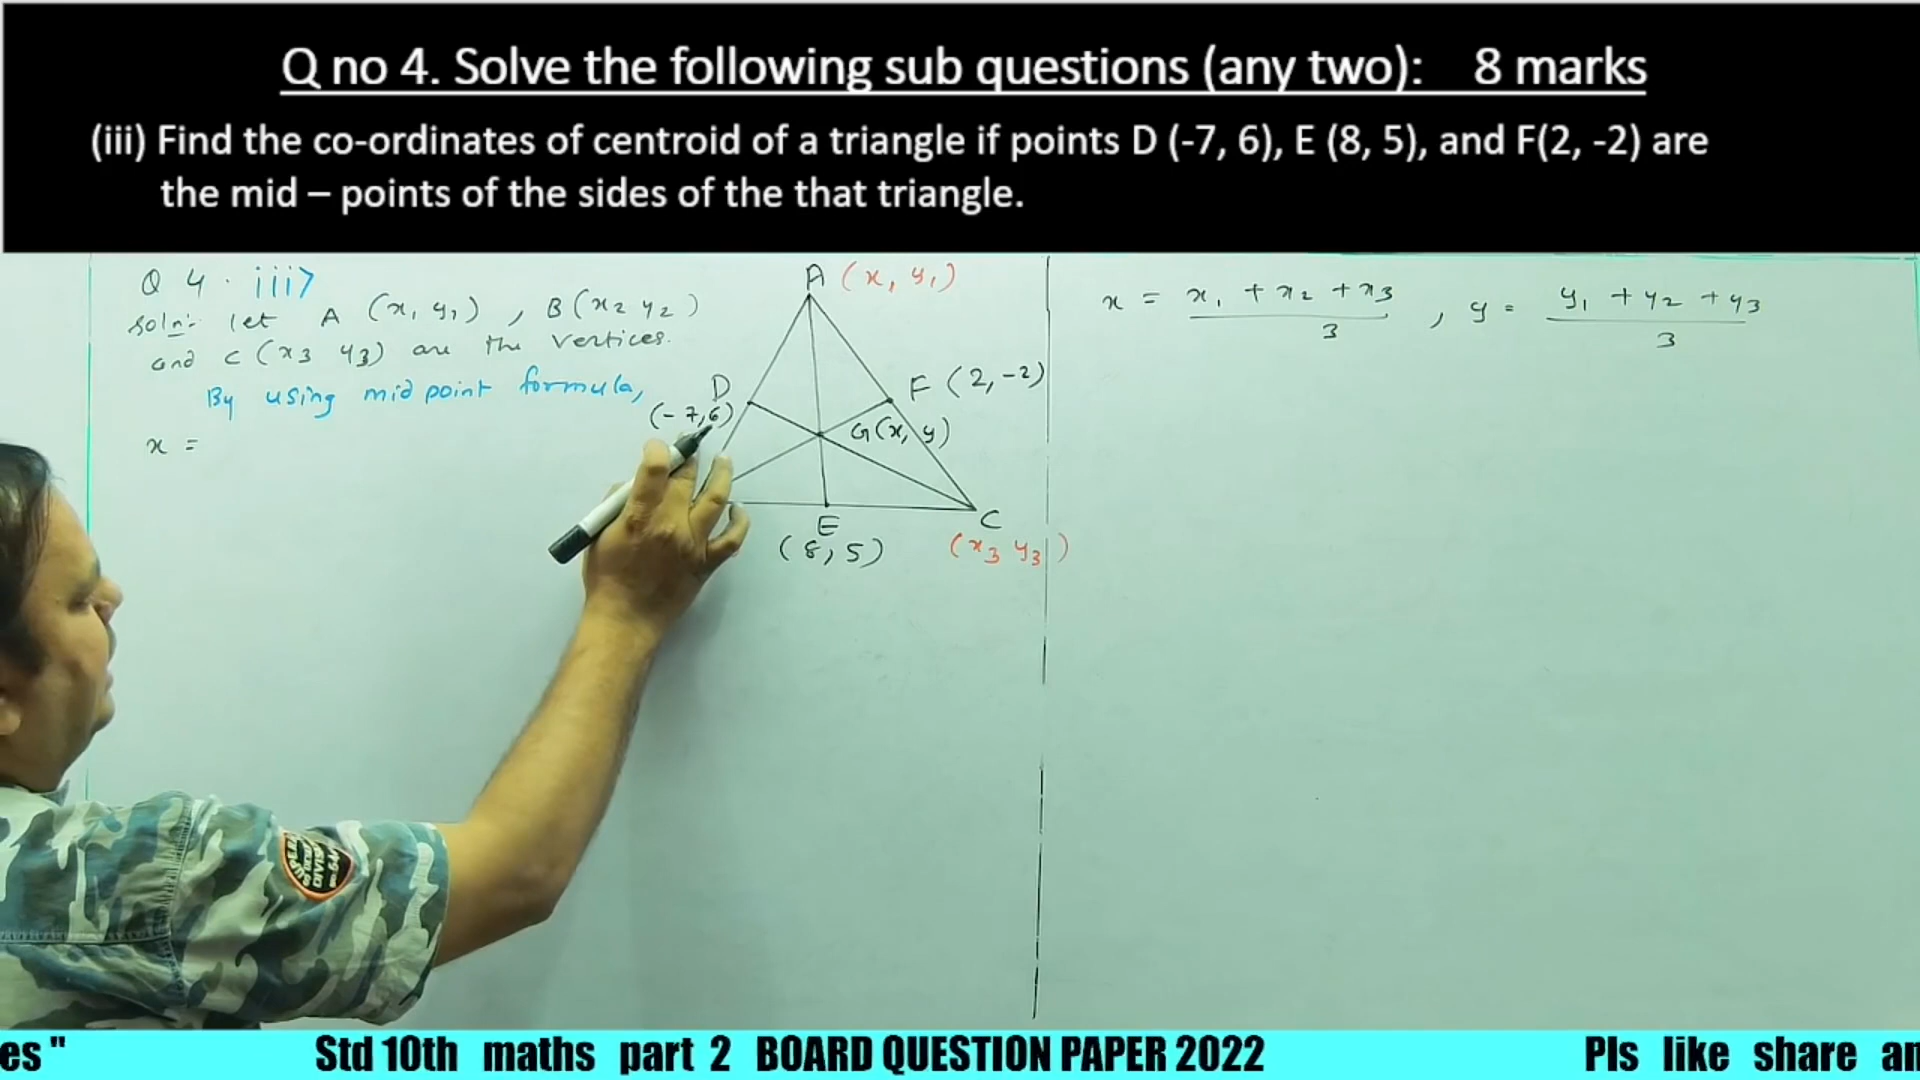 Q no 4. Solve the following sub questions (any two): 8 marks
(iii) Find the co-ordinates of centroid of a triangle if points D (-7, 6), E (8, 5), and F(2, -2) are
the mid – points of the sides of the that triangle.
Q 4 . iii>
soln:- let A (x, y₁) , B (x₂ y₂)
and C (x₃ y₃) are the vertices.
By using midpoint formula,
x =
A (x, y₁)
D
(-7,6)
F (2,-2)
G(x, y)
E
(8,5)
C
(x₃ y₃)
x = x₁ + x₂ + x₃ / 3 , y = y₁ + y₂ + y₃ / 3
es "
Std 10th maths part 2 BOARD QUESTION PAPER 2022
Pls like share